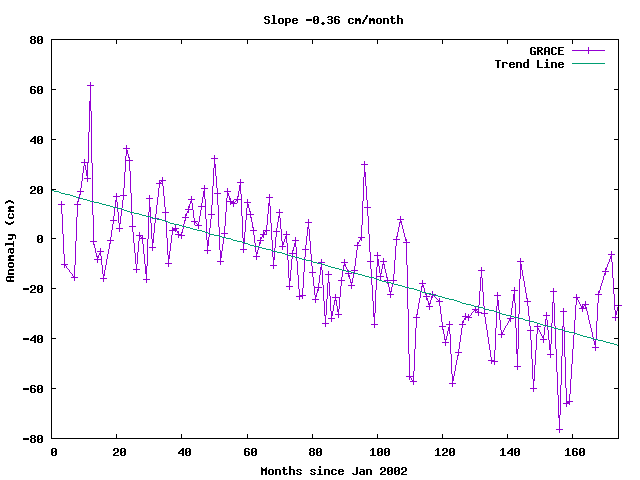 Slope -0.36 cm/month
GRACE
Trend Line
80
60
40
20
0
-20
-40
-60
-80
Anomaly (cm)
0 20 40 60 80 100 120 140 160
Months since Jan 2002